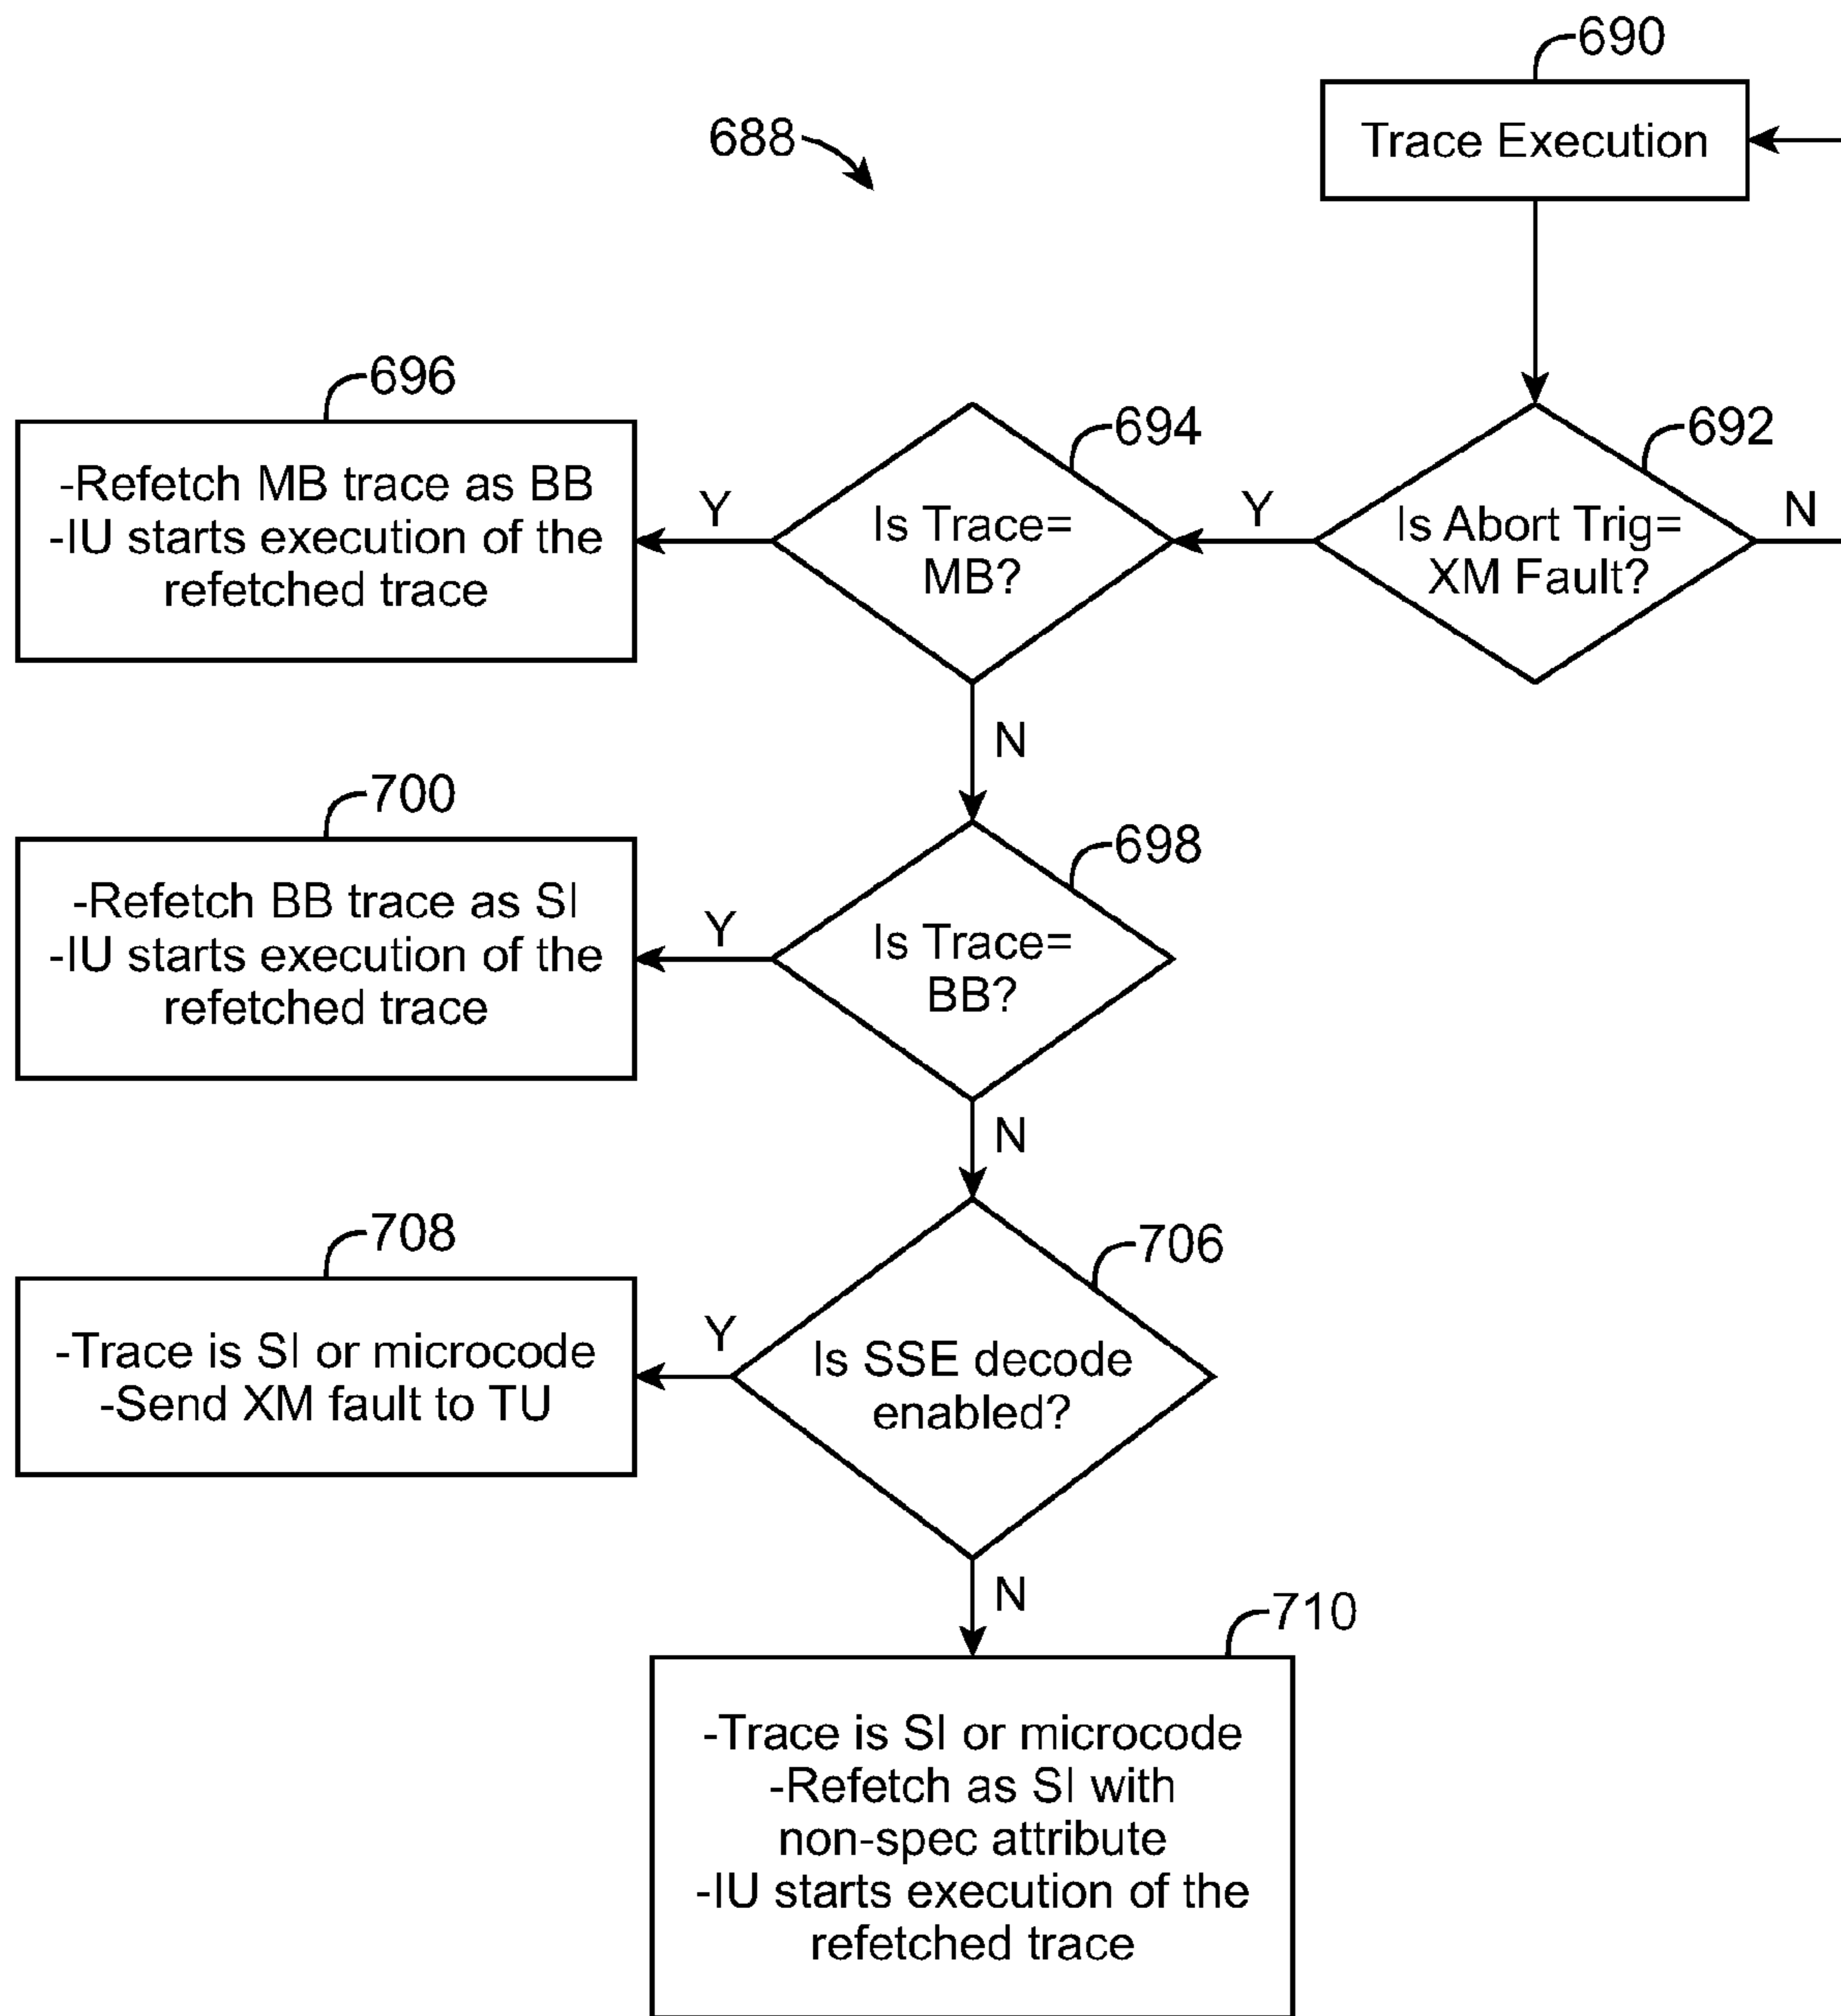 690
688
Trace Execution
696
694
692
-Refetch MB trace as BB
-IU starts execution of the
refetched trace
Y
Is Trace=
MB?
Y
Is Abort Trig=
XM Fault?
N
N
700
698
-Refetch BB trace as SI
-IU starts execution of the
refetched trace
Y
Is Trace=
BB?
N
708
706
-Trace is SI or microcode
-Send XM fault to TU
Y
Is SSE decode
enabled?
N
710
-Trace is SI or microcode
-Refetch as SI with
non-spec attribute
-IU starts execution of the
refetched trace